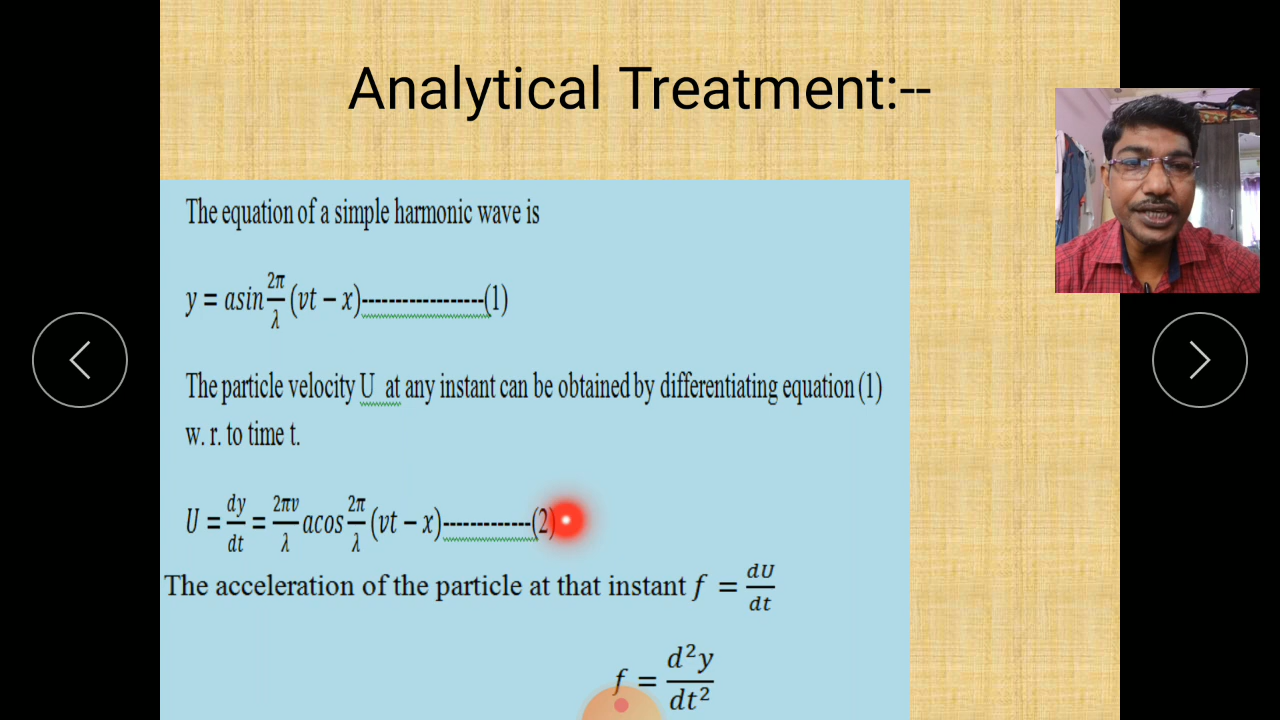 Analytical Treatment:--
The equation of a simple harmonic wave is
y = asin 2π/λ (vt − x)------------------(1)
The particle velocity U at any instant can be obtained by differentiating equation (1)
w. r. to time t.
U = dy/dt = 2πv/λ acos 2π/λ (vt − x)-------------(2)
The acceleration of the particle at that instant f = dU/dt
f = d²y/dt²